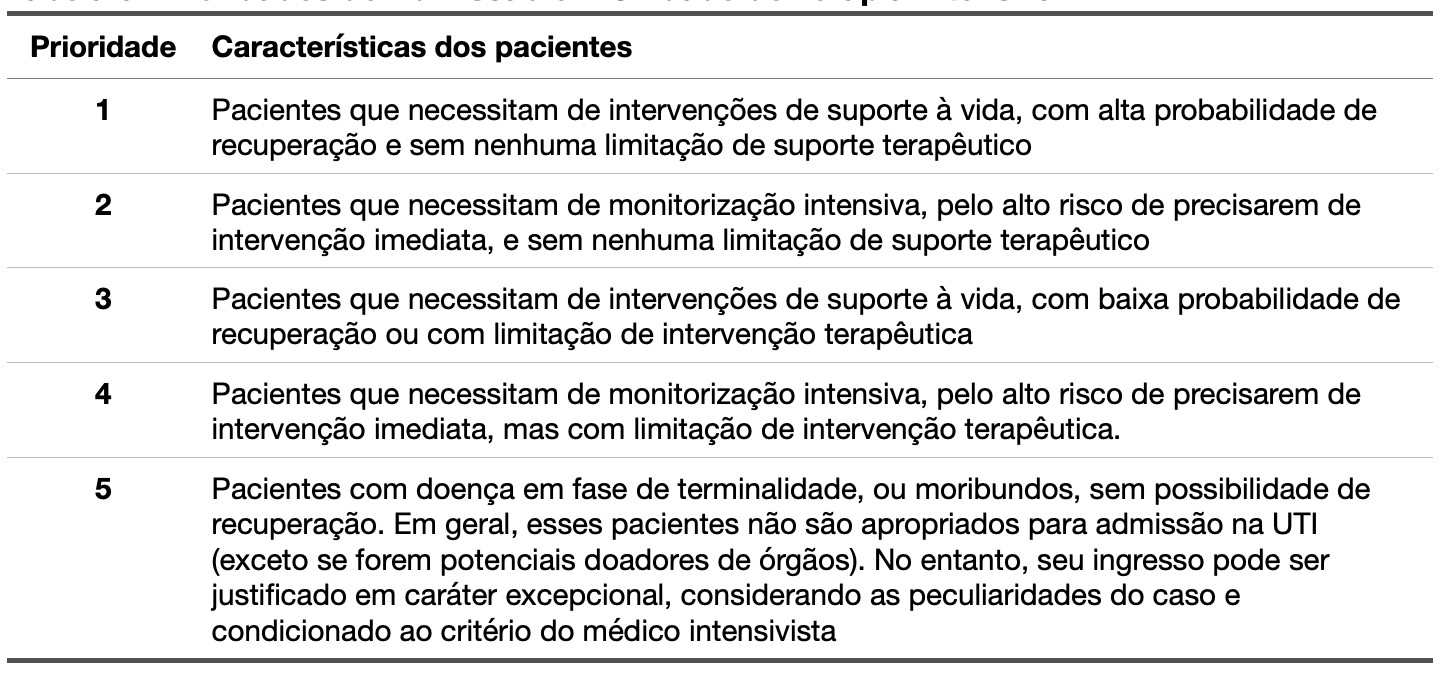 Prioridade Características dos pacientes
1 Pacientes que necessitam de intervenções de suporte à vida, com alta probabilidade de
recuperação e sem nenhuma limitação de suporte terapêutico
2 Pacientes que necessitam de monitorização intensiva, pelo alto risco de precisarem de
intervenção imediata, e sem nenhuma limitação de suporte terapêutico
3 Pacientes que necessitam de intervenções de suporte à vida, com baixa probabilidade de
recuperação ou com limitação de intervenção terapêutica
4 Pacientes que necessitam de monitorização intensiva, pelo alto risco de precisarem de
intervenção imediata, mas com limitação de intervenção terapêutica.
5 Pacientes com doença em fase de terminalidade, ou moribundos, sem possibilidade de
recuperação. Em geral, esses pacientes não são apropriados para admissão na UTI
(exceto se forem potenciais doadores de órgãos). No entanto, seu ingresso pode ser
justificado em caráter excepcional, considerando as peculiaridades do caso e
condicionado ao critério do médico intensivista